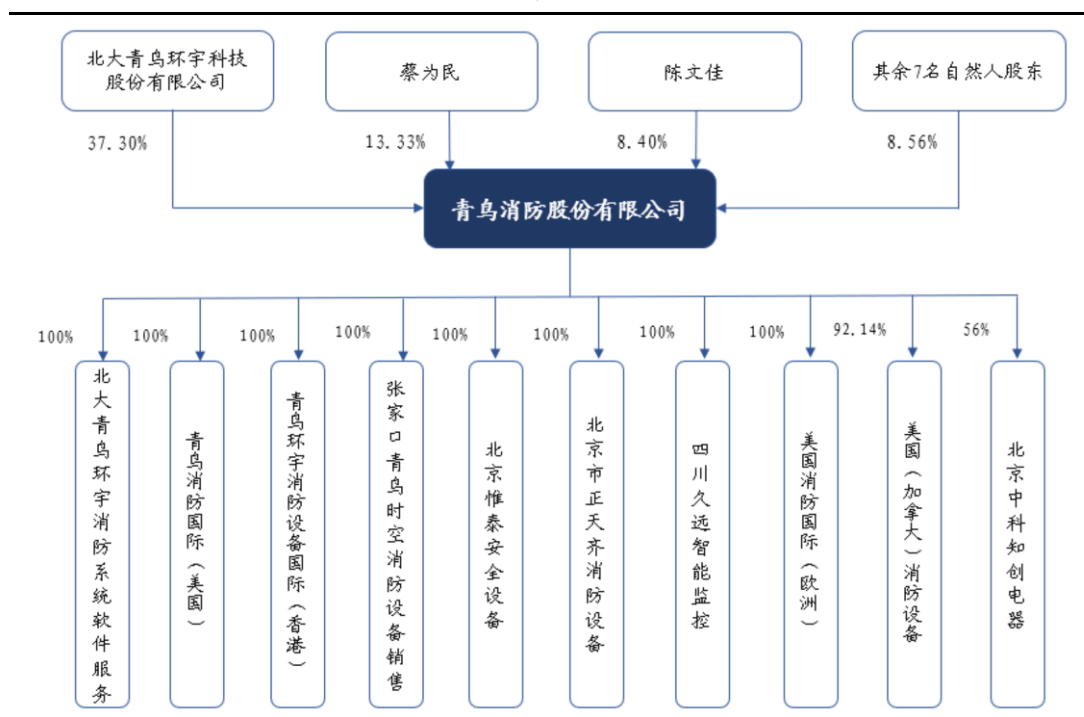 北大青鸟环宇科技
股份有限公司
蔡为民
陈文佳
其余7名自然人股东
37.30%
13.33%
8.40%
8.56%
青鸟消防股份有限公司
100%
100%
100%
100%
100%
100%
100%
100%
92.14%
56%
北大青鸟环宇消防系统软件服务
青鸟消防国际（美国）
青鸟环宇消防设备国际（香港）
张家口青鸟时空消防设备销售
北京惟泰安全设备
北京市正天齐消防设备
四川久远智能监控
美国消防国际（欧洲）
美国（加拿大）消防设备
北京中科知创电器